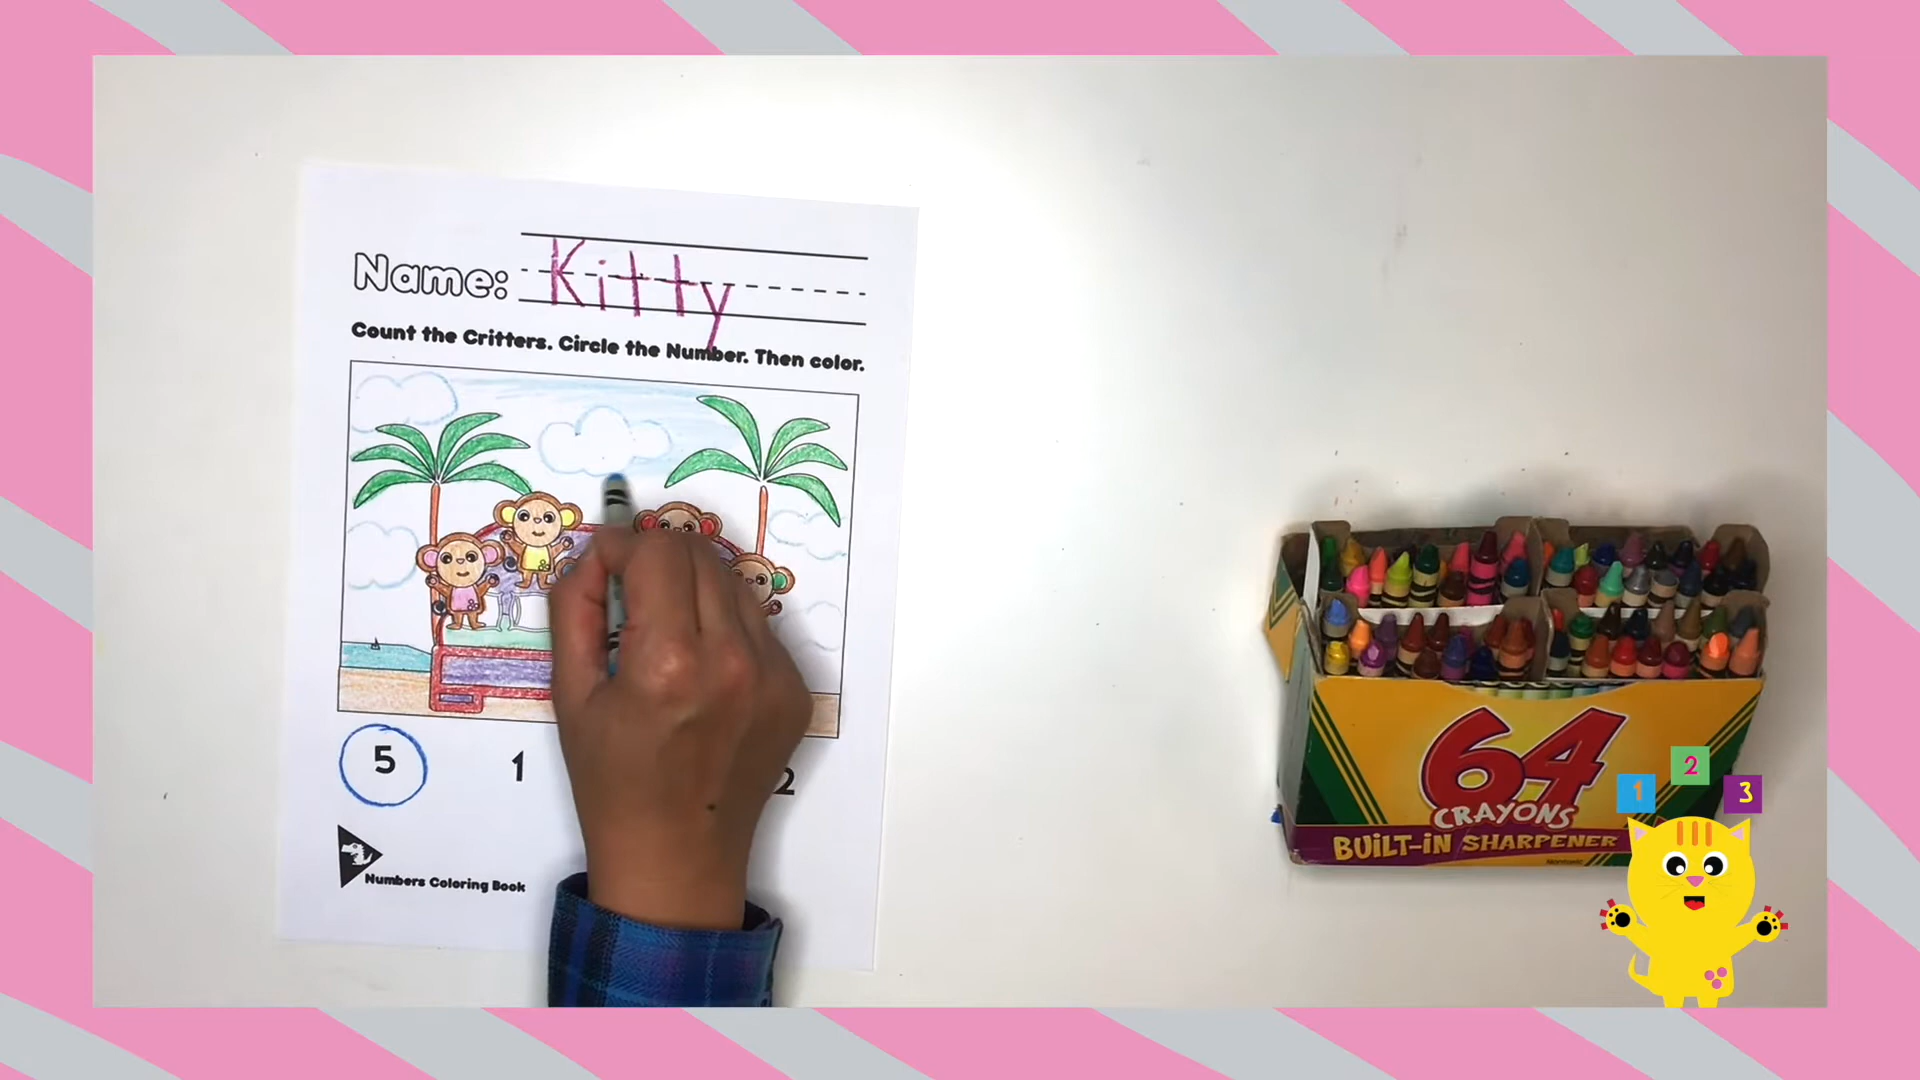 Name: Kitty
Count the Critters. Circle the Number. Then color.
5 1 2
Numbers Coloring Book
64
CRAYONS
BUILT-IN SHARPENER
1 2 3